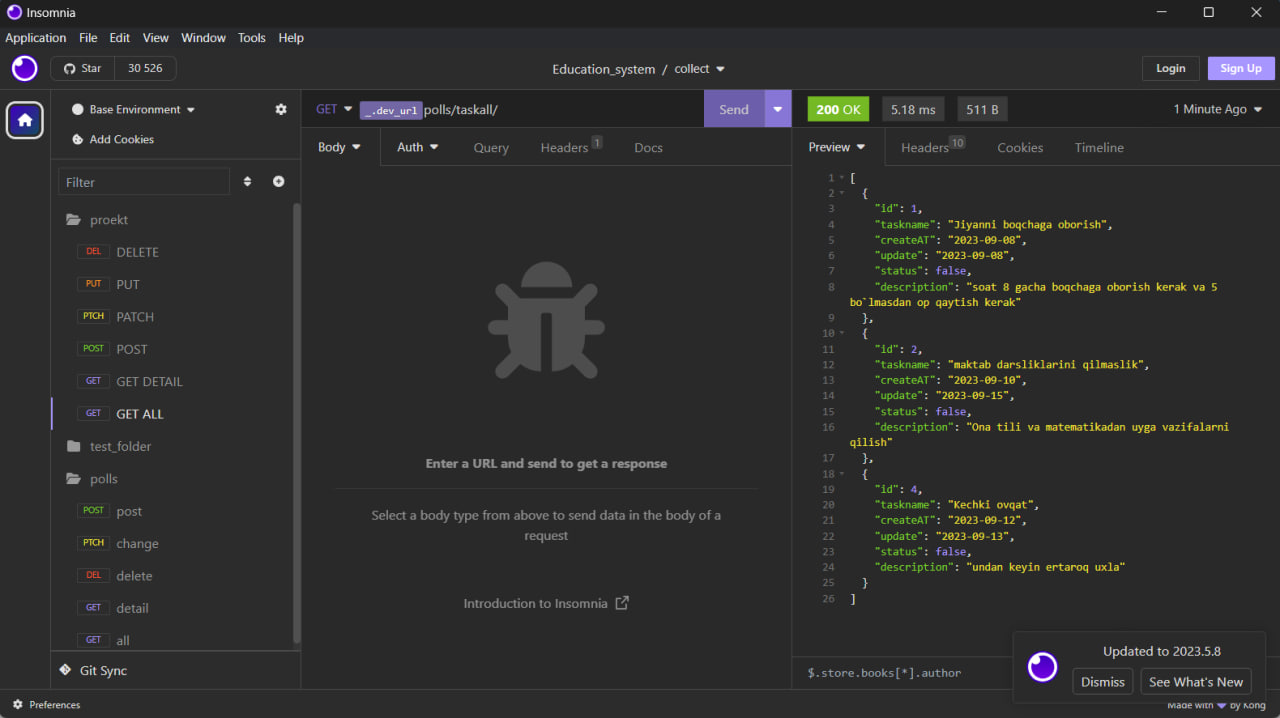 Insomnia
Application File Edit View Window Tools Help
Star 30 526
Education_system / collect
Login Sign Up
Base Environment
Add Cookies
Filter
proekt
DEL DELETE
PUT PUT
PTCH PATCH
POST POST
GET GET DETAIL
GET GET ALL
test_folder
polls
POST post
PTCH change
DEL delete
GET detail
GET all
Git Sync
Preferences
GET _.dev_url polls/taskall/ Send
Body Auth Query Headers 1 Docs
Enter a URL and send to get a response
Select a body type from above to send data in the body of a
request
Introduction to Insomnia
200 OK 5.18 ms 511 B 1 Minute Ago
Preview Headers 10 Cookies Timeline
1 [
2 {
3 "id": 1,
4 "taskname": "Jiyanni boqchaga oborish",
5 "createAT": "2023-09-08",
6 "update": "2023-09-08",
7 "status": false,
8 "description": "soat 8 gacha boqchaga oborish kerak va 5
bo`lmasdan op qaytish kerak"
9 },
10 {
11 "id": 2,
12 "taskname": "maktab darsliklarini qilmaslik",
13 "createAT": "2023-09-10",
14 "update": "2023-09-15",
15 "status": false,
16 "description": "Ona tili va matematikadan uyga vazifalarni
qilish"
17 },
18 {
19 "id": 4,
20 "taskname": "Kechki ovqat",
21 "createAT": "2023-09-12",
22 "update": "2023-09-13",
23 "status": false,
24 "description": "undan keyin ertaroq uxla"
25 }
26 ]
$.store.books[*].author
Updated to 2023.5.8
Dismiss See What's New
Made with by Kong